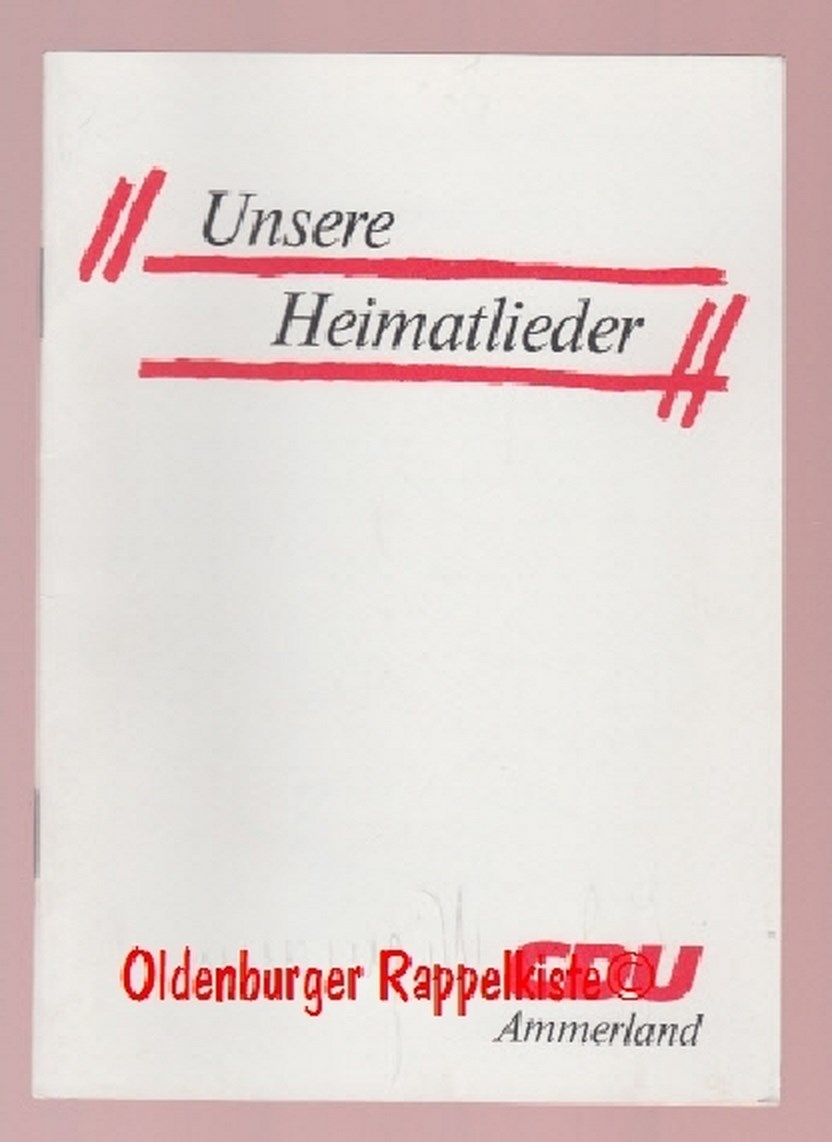 Unsere
Heimatlieder
Oldenburger Rappelkiste©
CDU
Ammerland